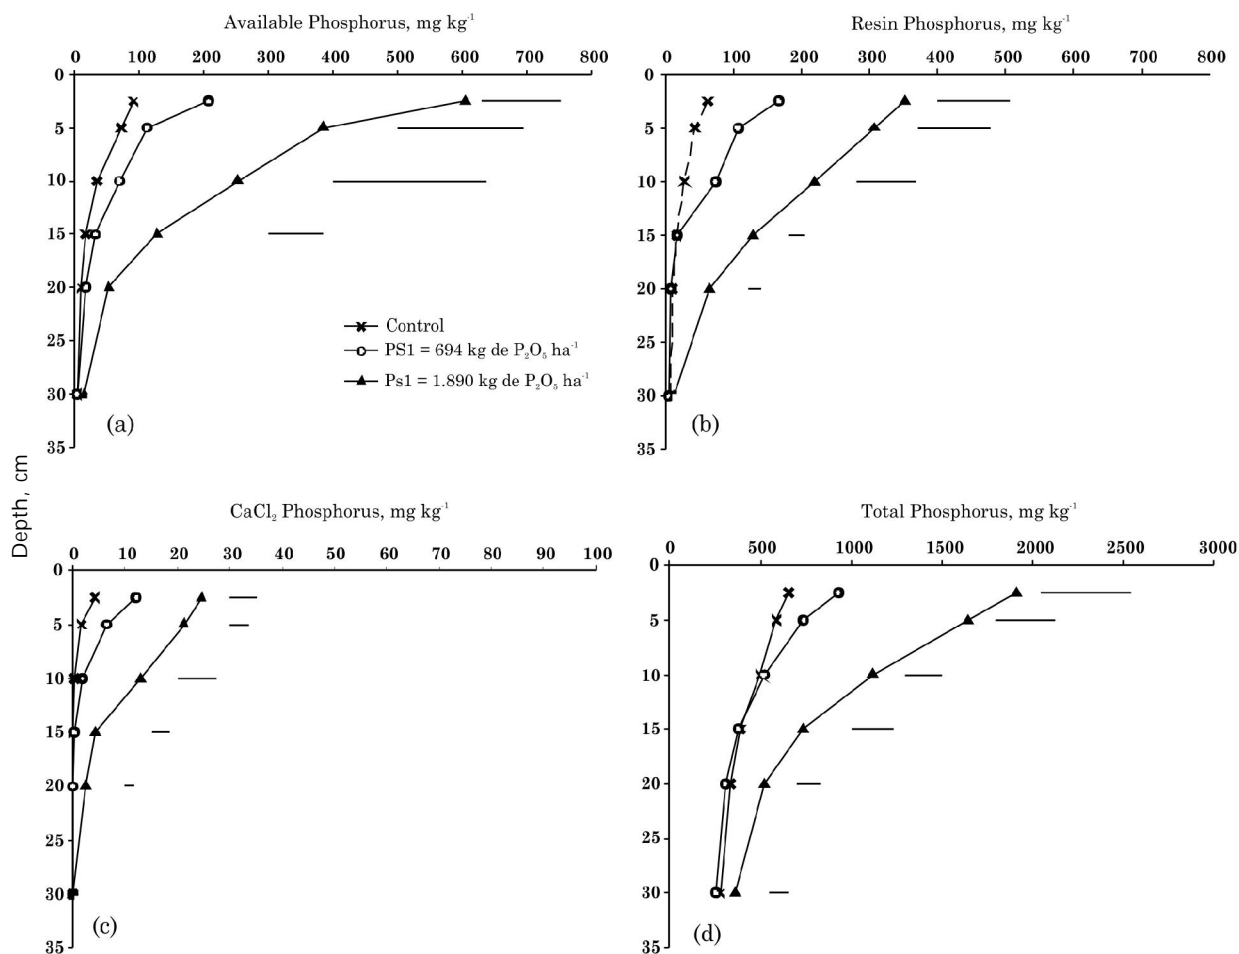 Available Phosphorus, mg kg⁻¹
0 100 200 300 400 500 600 700 800
0
5
10
15
20
25
30
35
Control
PS1 = 694 kg de P₂O₅ ha⁻¹
Ps1 = 1.890 kg de P₂O₅ ha⁻¹
(a)
Resin Phosphorus, mg kg⁻¹
0 100 200 300 400 500 600 700 800
0
5
10
15
20
25
30
35
(b)
Depth, cm
CaCl₂ Phosphorus, mg kg⁻¹
0 10 20 30 40 50 60 70 80 90 100
0
5
10
15
20
25
30
35
(c)
Total Phosphorus, mg kg⁻¹
0 500 1000 1500 2000 2500 3000
0
5
10
15
20
25
30
35
(d)